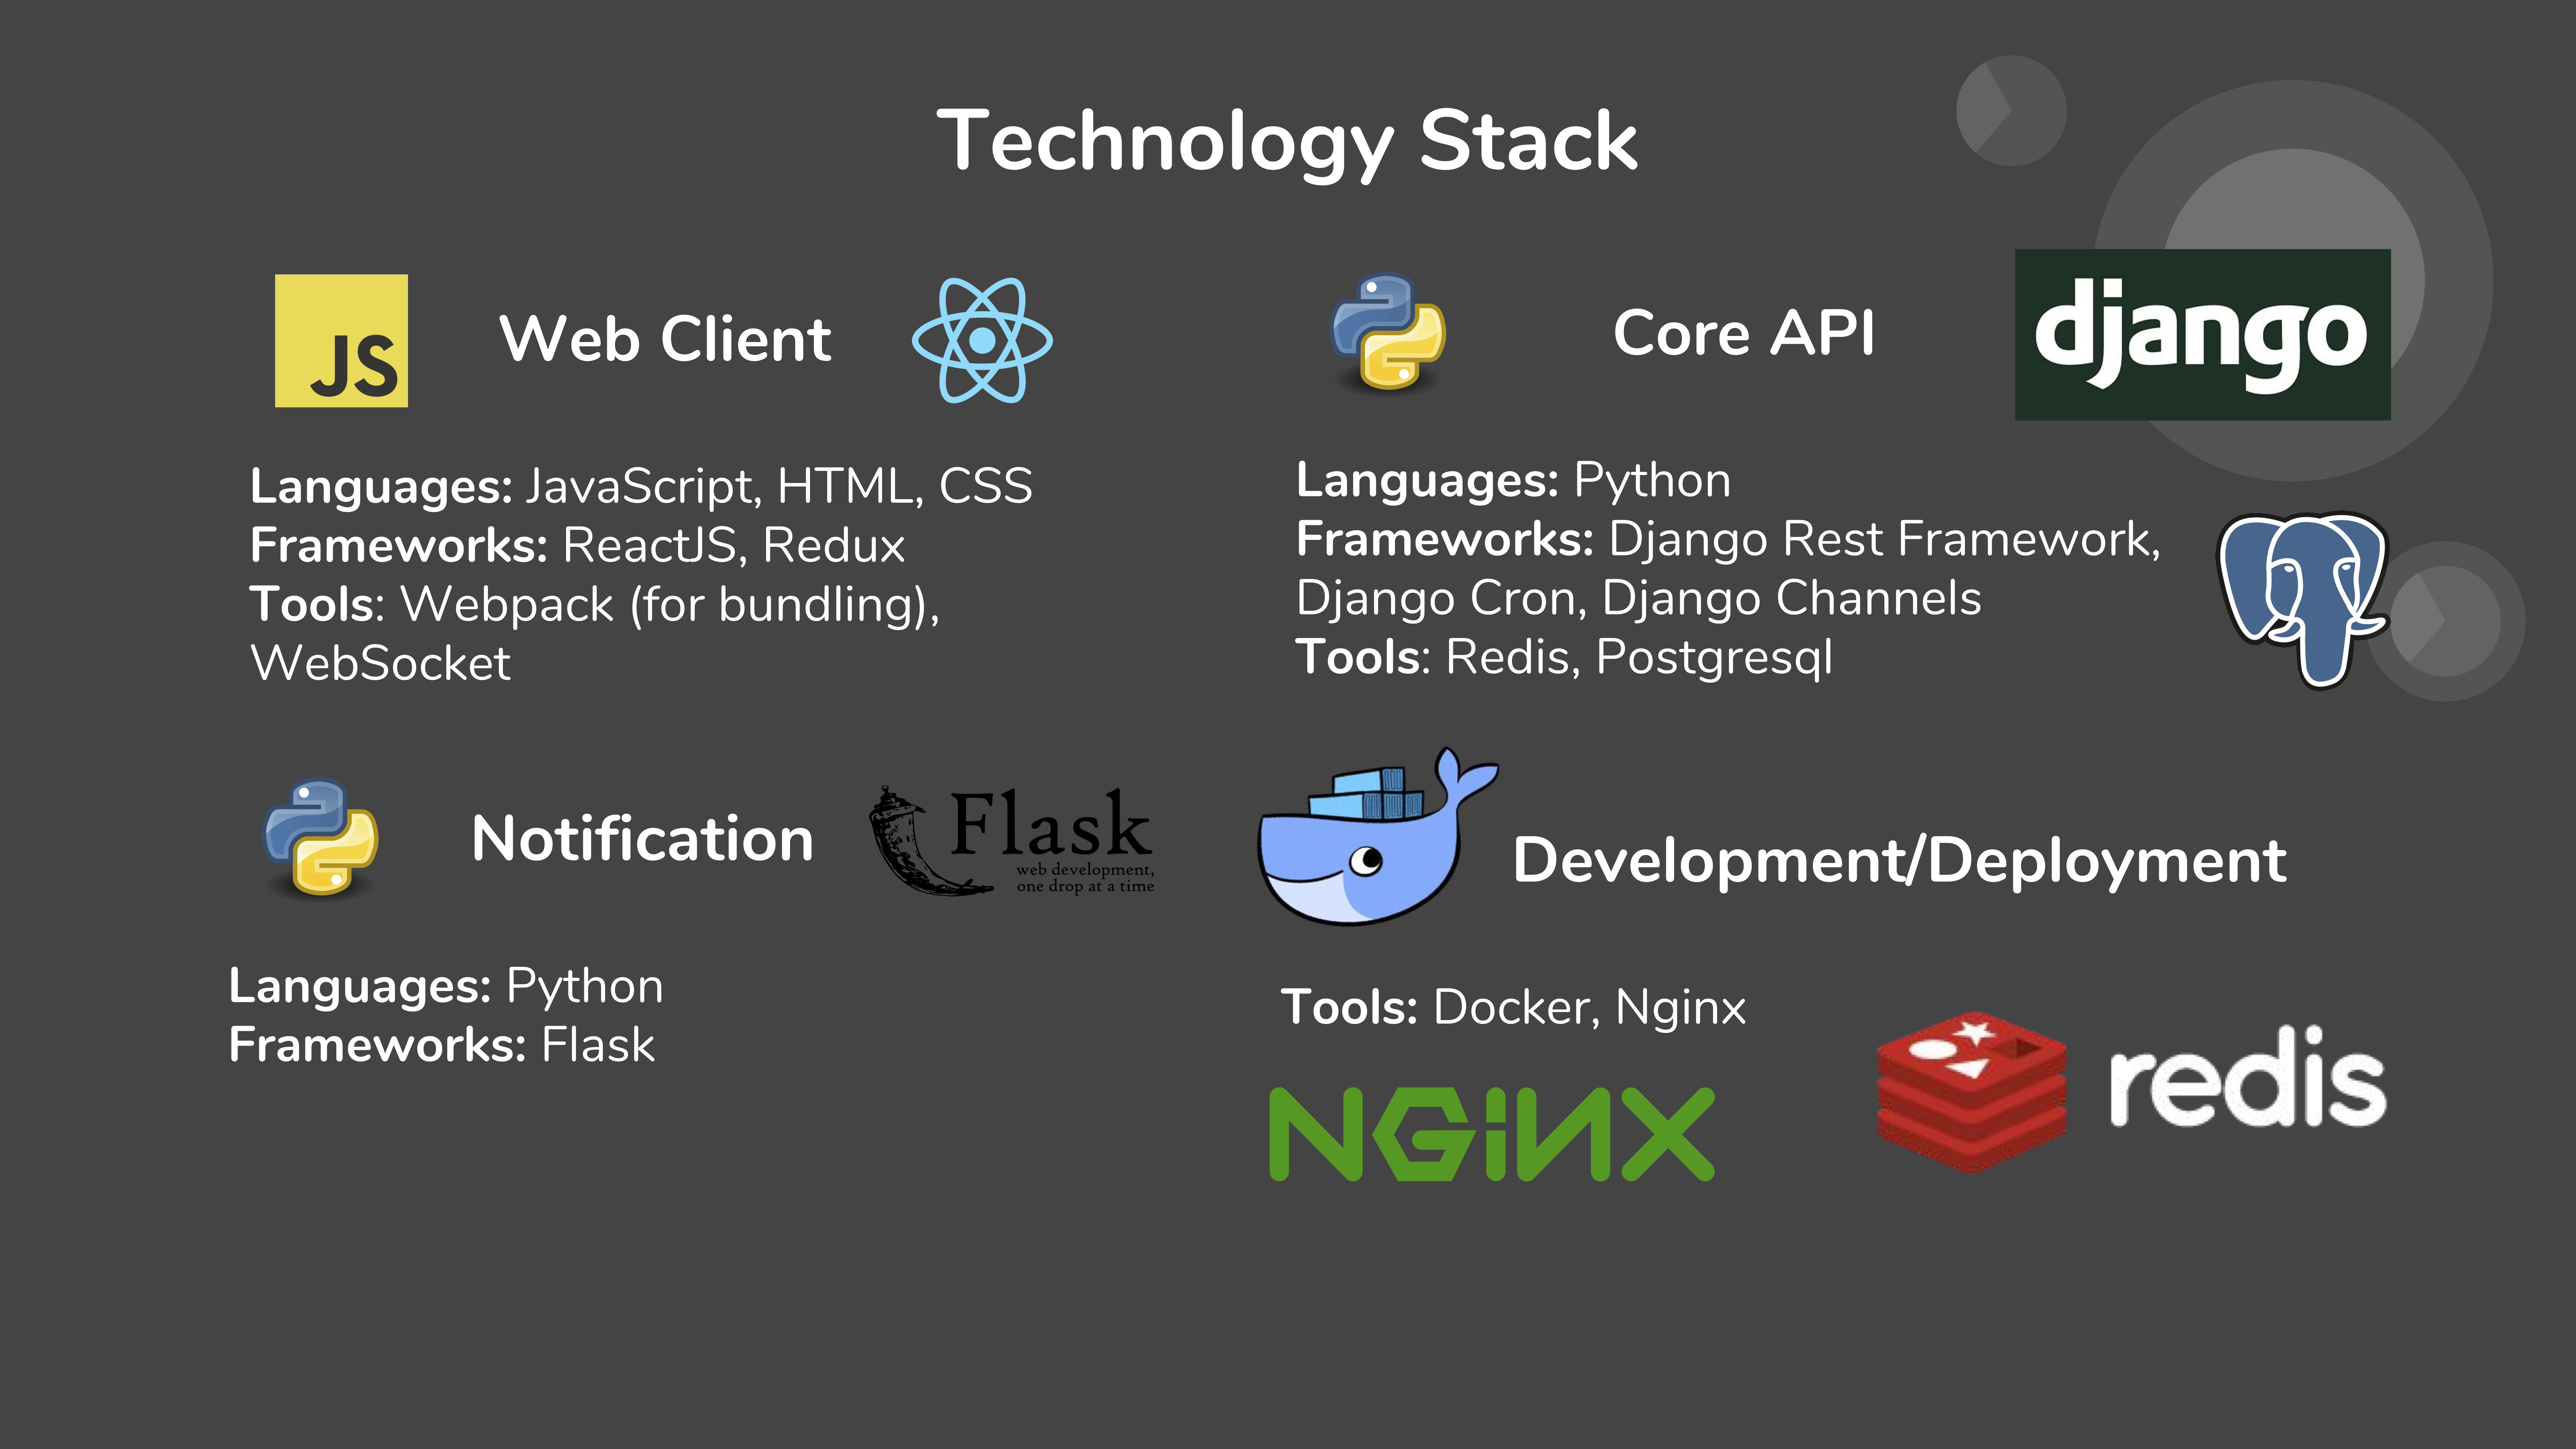 Technology Stack
JS
Web Client
Languages: JavaScript, HTML, CSS
Frameworks: ReactJS, Redux
Tools: Webpack (for bundling),
WebSocket
Core API
django
Languages: Python
Frameworks: Django Rest Framework,
Django Cron, Django Channels
Tools: Redis, Postgresql
Notification
Flask
web development,
one drop at a time
Languages: Python
Frameworks: Flask
Development/Deployment
Tools: Docker, Nginx
NGiNX
redis